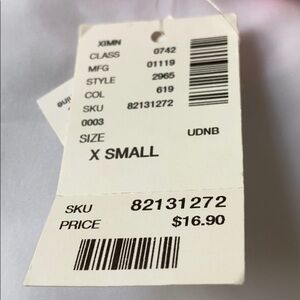 XIMN
CLASS 0742
MFG 01119
STYLE 2965
COL 619
SKU 82131272
0003
SIZE UDNB
X SMALL
SKU 82131272
PRICE $16.90